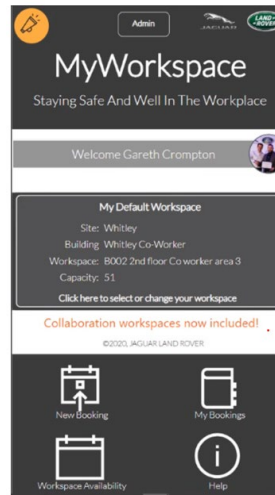 Admin
JAGUAR
LAND-
ROVER
MyWorkspace
Staying Safe And Well In The Workplace
Welcome Gareth Crompton
My Default Workspace
Site: Whitley
Building Whitley Co-Worker
Workspace: B002 2nd floor Co worker area 3
Capacity: 51
Click here to select or change your workspace
Collaboration workspaces now included!
©2020, JAGUAR LAND ROVER
New Booking
My Bookings
Workspace Availability
Help